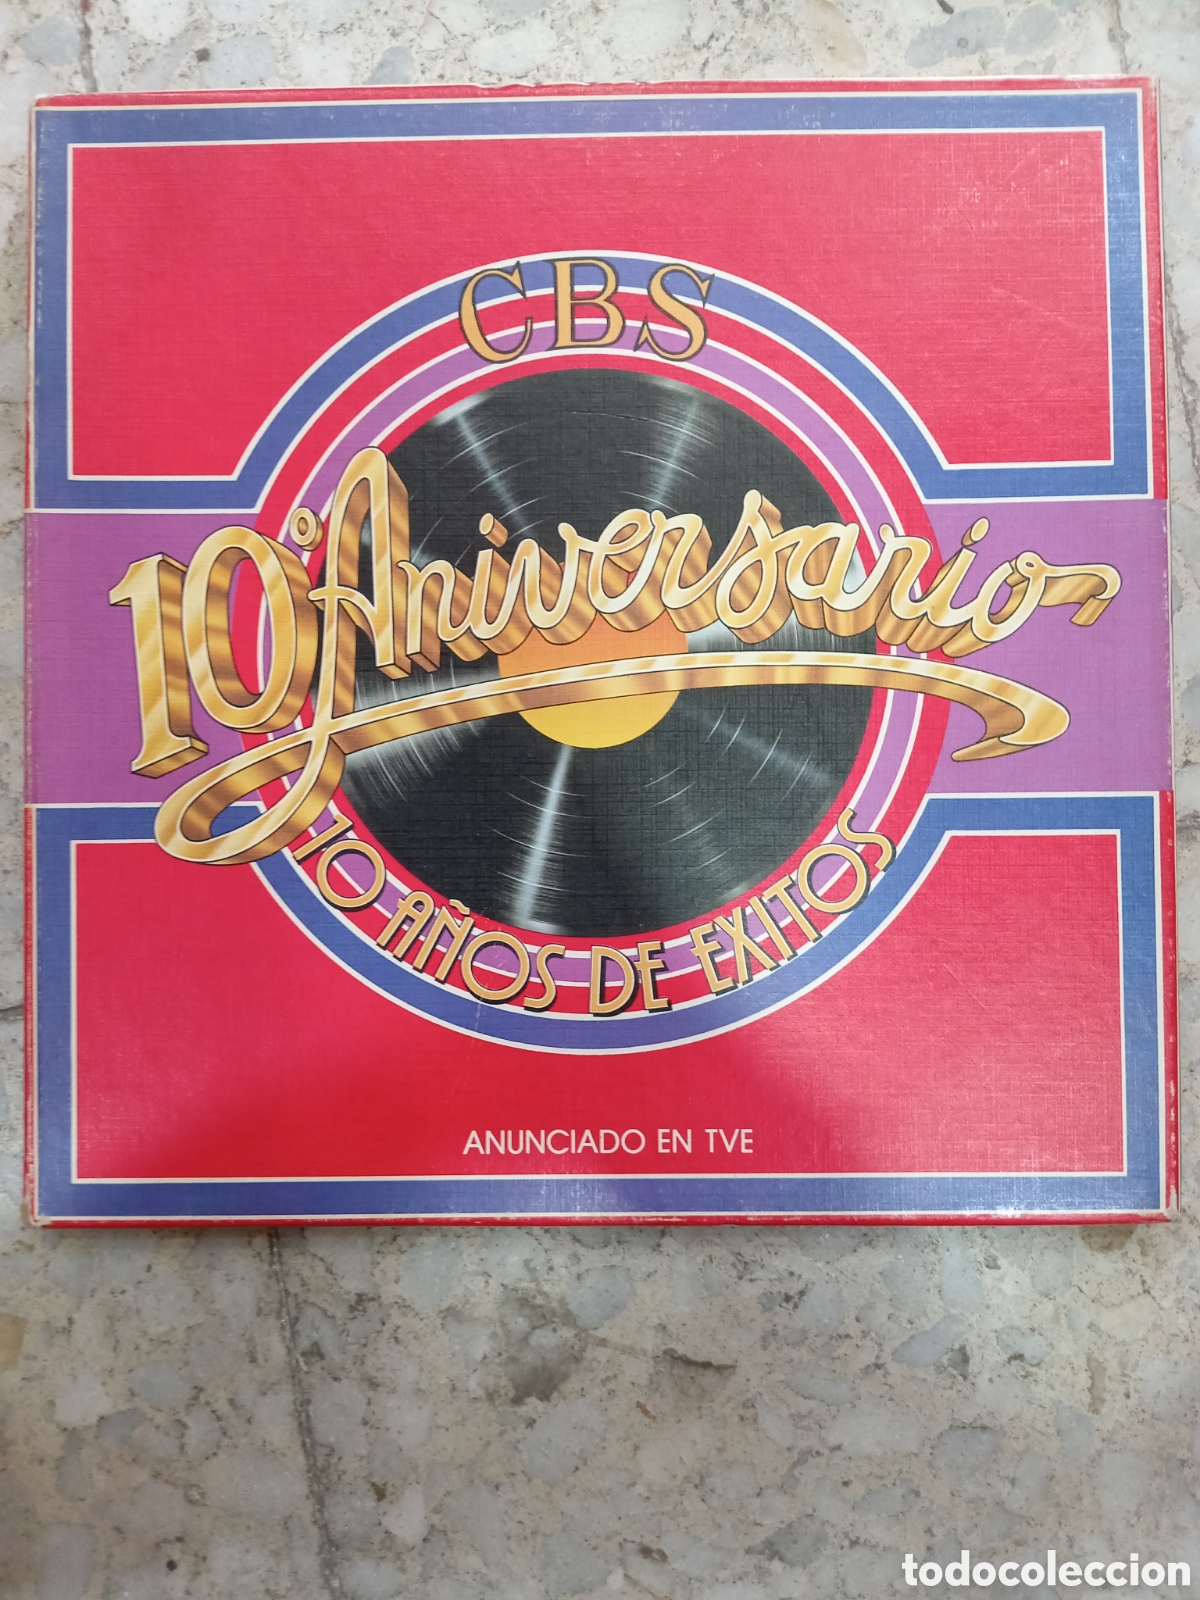 CBS
10º Aniversario
10 AÑOS DE EXITOS
ANUNCIADO EN TVE
todocoleccion